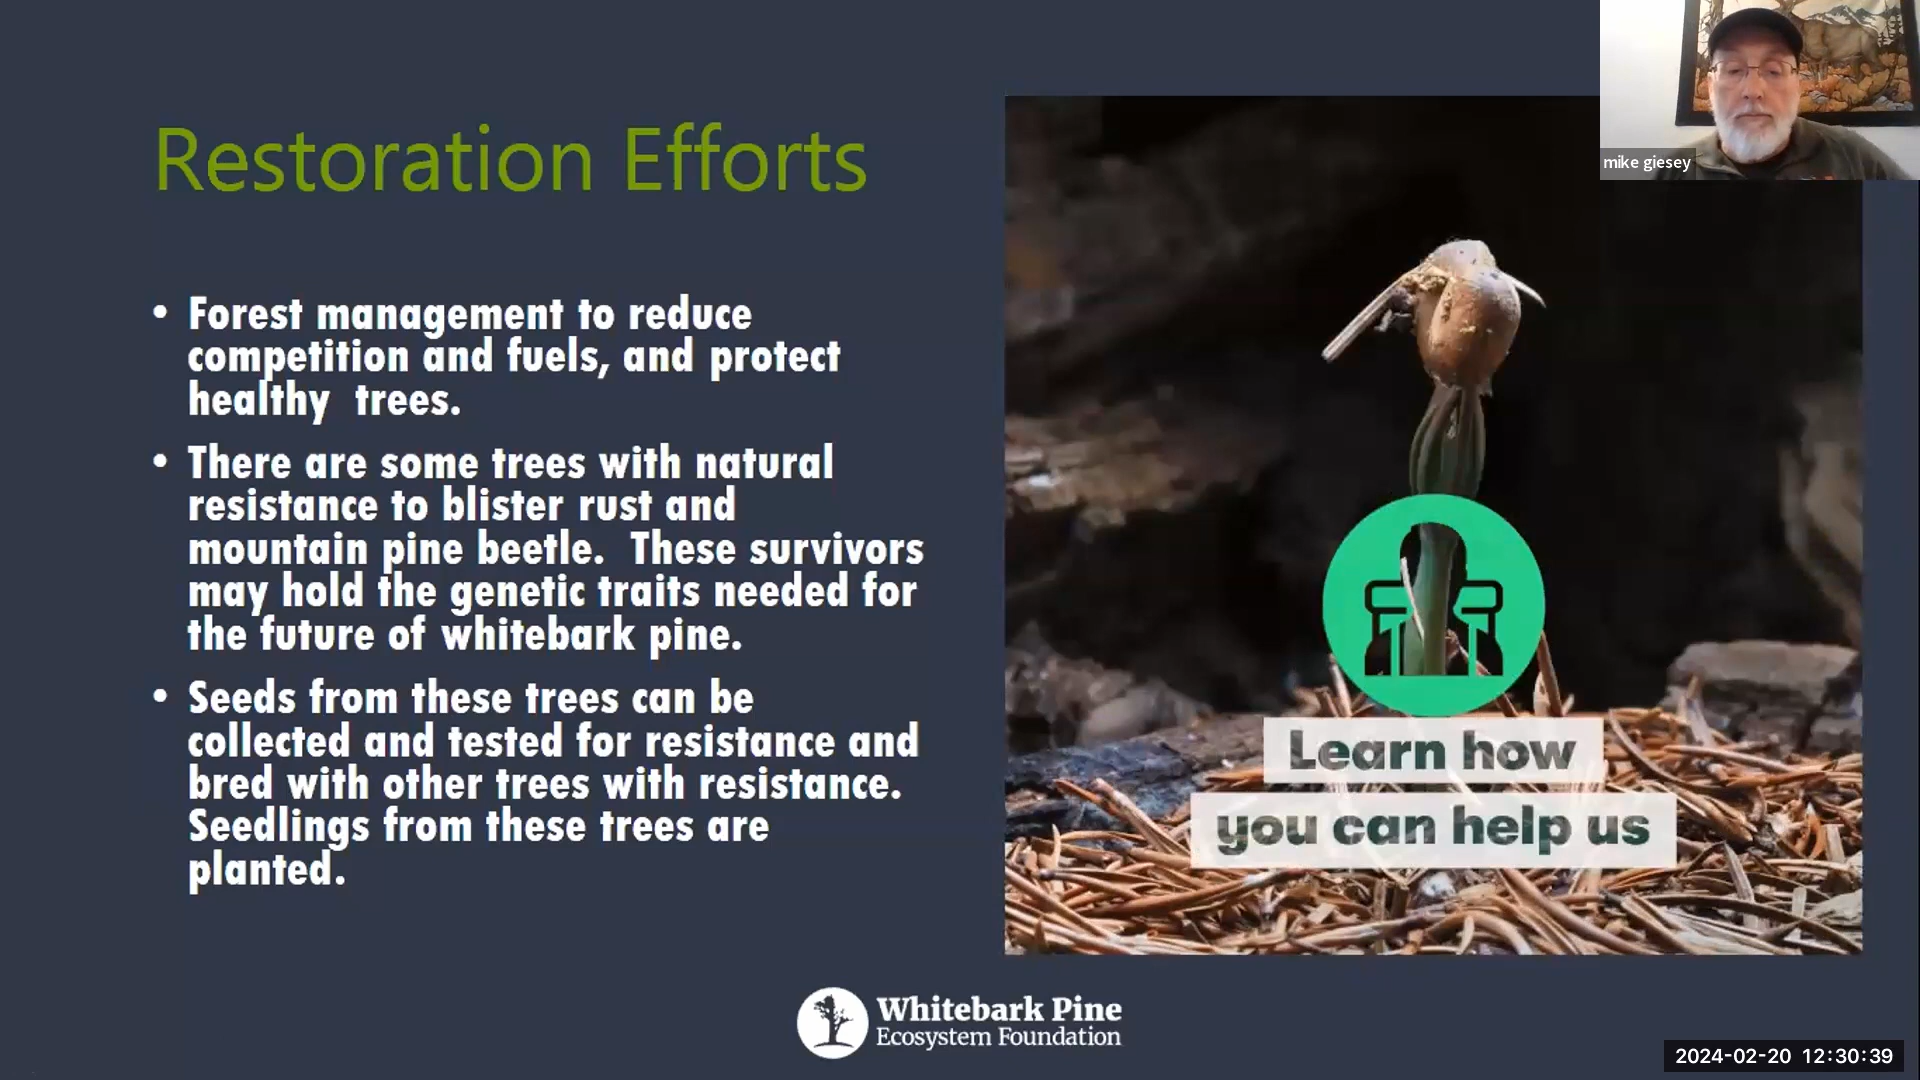 Restoration Efforts
• Forest management to reduce
competition and fuels, and protect
healthy  trees.
• There are some trees with natural
resistance to blister rust and
mountain pine beetle.  These survivors
may hold the genetic traits needed for
the future of whitebark pine.
• Seeds from these trees can be
collected and tested for resistance and
bred with other trees with resistance.
Seedlings from these trees are
planted.
mike giesey
Learn how
you can help us
Whitebark Pine
Ecosystem Foundation
2024-02-20 12:30:39